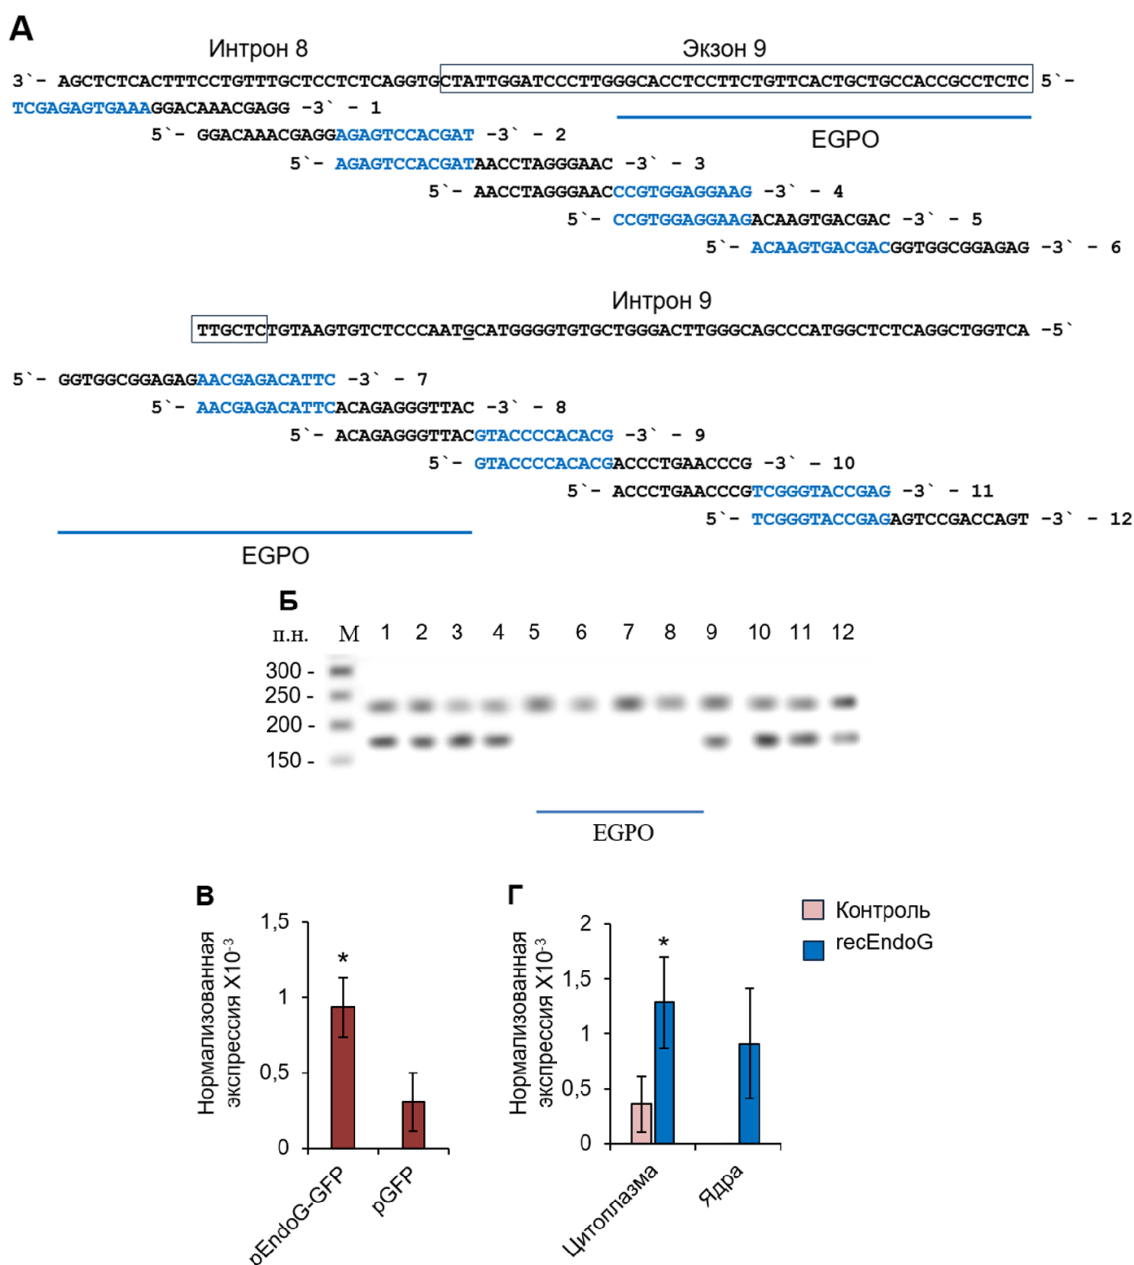 А
Интрон 8 Экзон 9
3`- AGCTCTCACTTTCCTGTTTGCTCCTCTCAGGTGCTATTGGATCCCTTGGGCACCTCCTTCTGTTCACTGCTGCCACCGCCTCTC 5`-
TCGAGAGTGAAAGGACAAACGAGG -3` - 1
5`- GGACAAACGAGGAGAGTCCACGAT -3` - 2
EGPO
5`- AGAGTCCACGATAACCTAGGGAAC -3` - 3
5`- AACCTAGGGAACCCGTGGAGGAAG -3` - 4
5`- CCGTGGAGGAAGACAAGTGACGAC -3` - 5
5`- ACAAGTGACGACGGTGGCGGAGAG -3` - 6
Интрон 9
TTGCTCTGTAAGTGTCTCCCAATGCATGGGGTGTGCTGGGACTTGGGCAGCCCATGGCTCTCAGGCTGGTCA -5`
5`- GGTGGCGGAGAGAACGAGACATTC -3` - 7
5`- AACGAGACATTCACAGAGGGTTAC -3` - 8
5`- ACAGAGGGTTACGTACCCCACACG -3` - 9
5`- GTACCCCACACGACCCTGAACCCG -3` - 10
5`- ACCCTGAACCCGTCGGGTACCGAG -3` - 11
5`- TCGGGTACCGAGAGTCCGACCAGT -3` - 12
EGPO
Б
п.н. М 1 2 3 4 5 6 7 8 9 10 11 12
300 -
250 -
200 -
150 -
EGPO
В
Нормализованная экспрессия X10⁻³
1,5
1
0,5
0
pEndoG-GFP
pGFP
Г
Нормализованная экспрессия X10⁻³
2
1,5
1
0,5
0
Цитоплазма
Ядра
Контроль
recEndoG
*
*